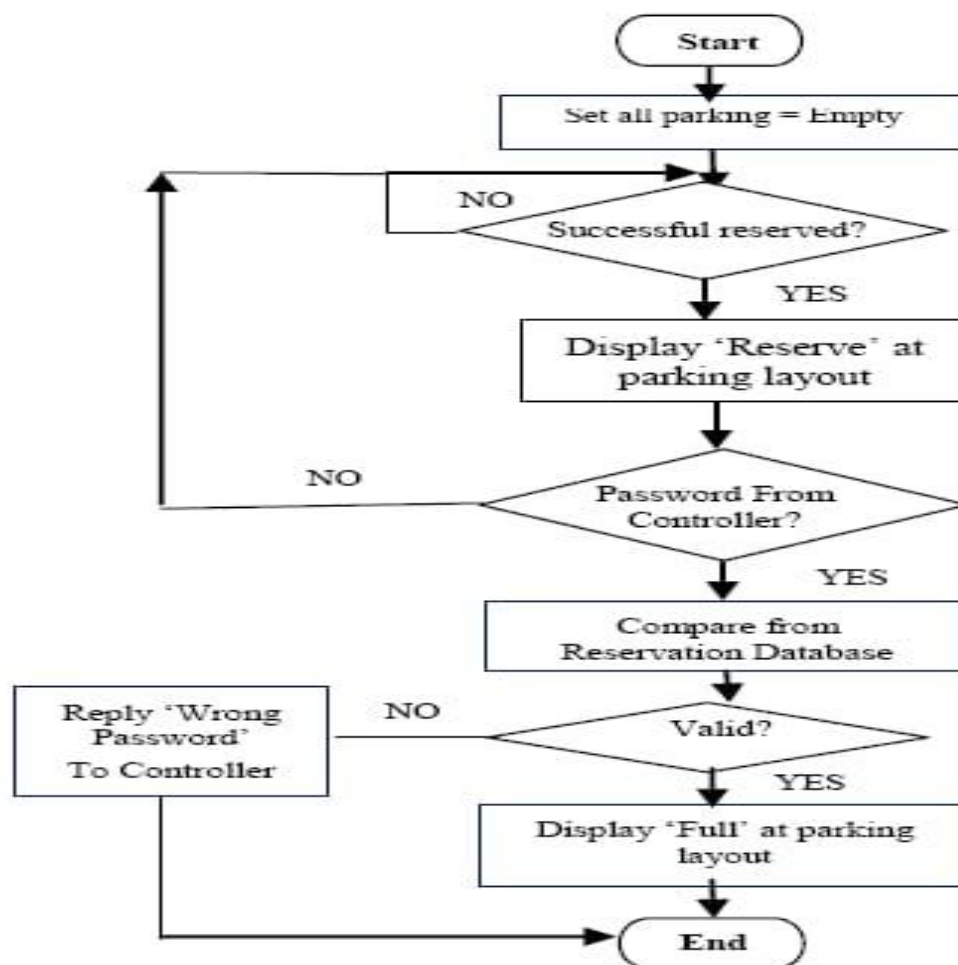 Start
Set all parking = Empty
NO
Successful reserved?
YES
Display ‘Reserve’ at
parking layout
NO
Password From
Controller?
YES
Compare from
Reservation Database
Reply ‘Wrong
Password’
To Controller
NO
Valid?
YES
Display ‘Full’ at parking
layout
End